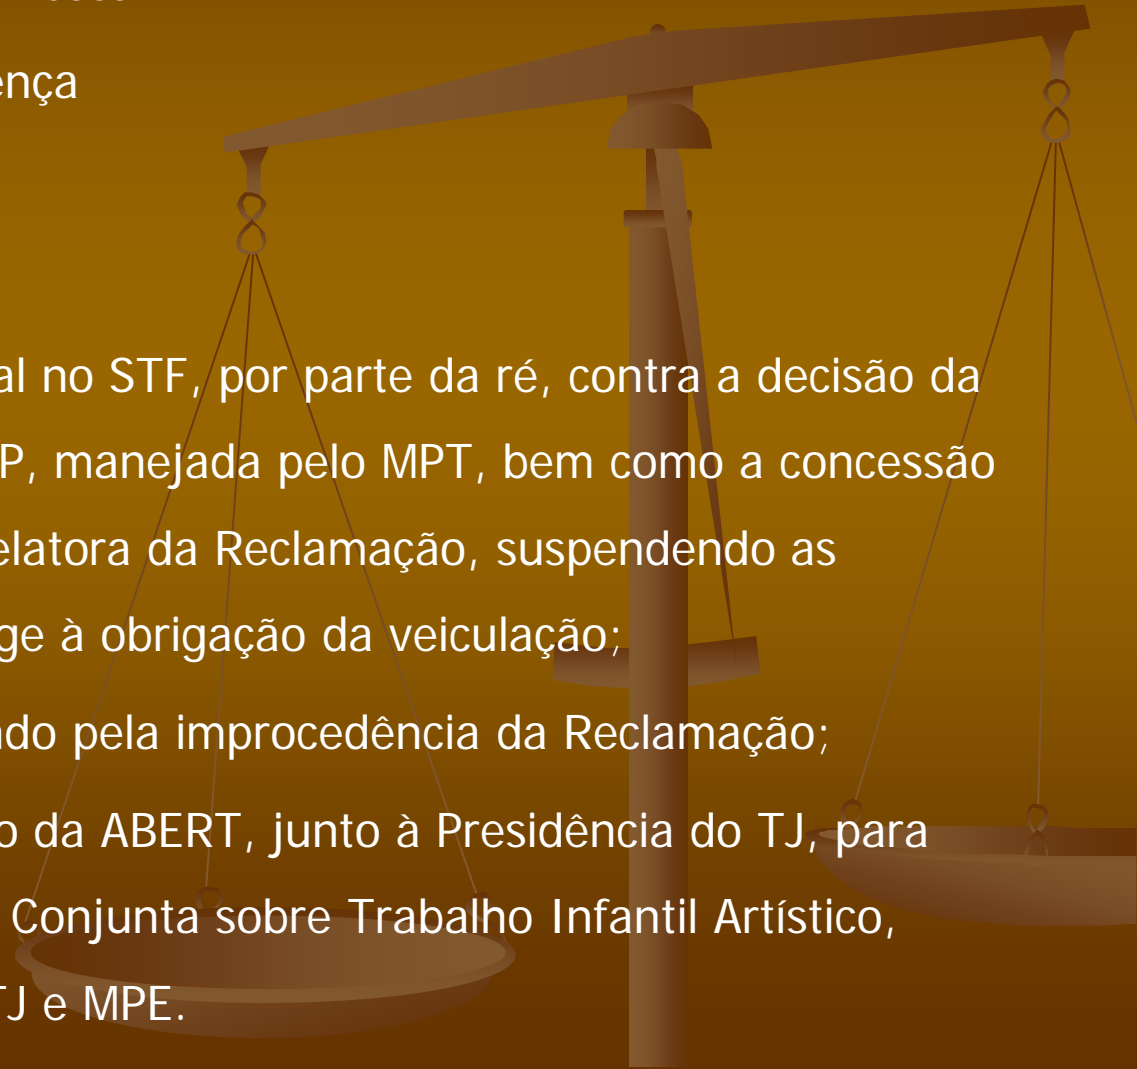 ença
al no STF, por parte da ré, contra a decisão da
P, manejada pelo MPT, bem como a concessão
elatora da Reclamação, suspendendo as
ge à obrigação da veiculação;
do pela improcedência da Reclamação;
o da ABERT, junto à Presidência do TJ, para
Conjunta sobre Trabalho Infantil Artístico,
TJ e MPE.